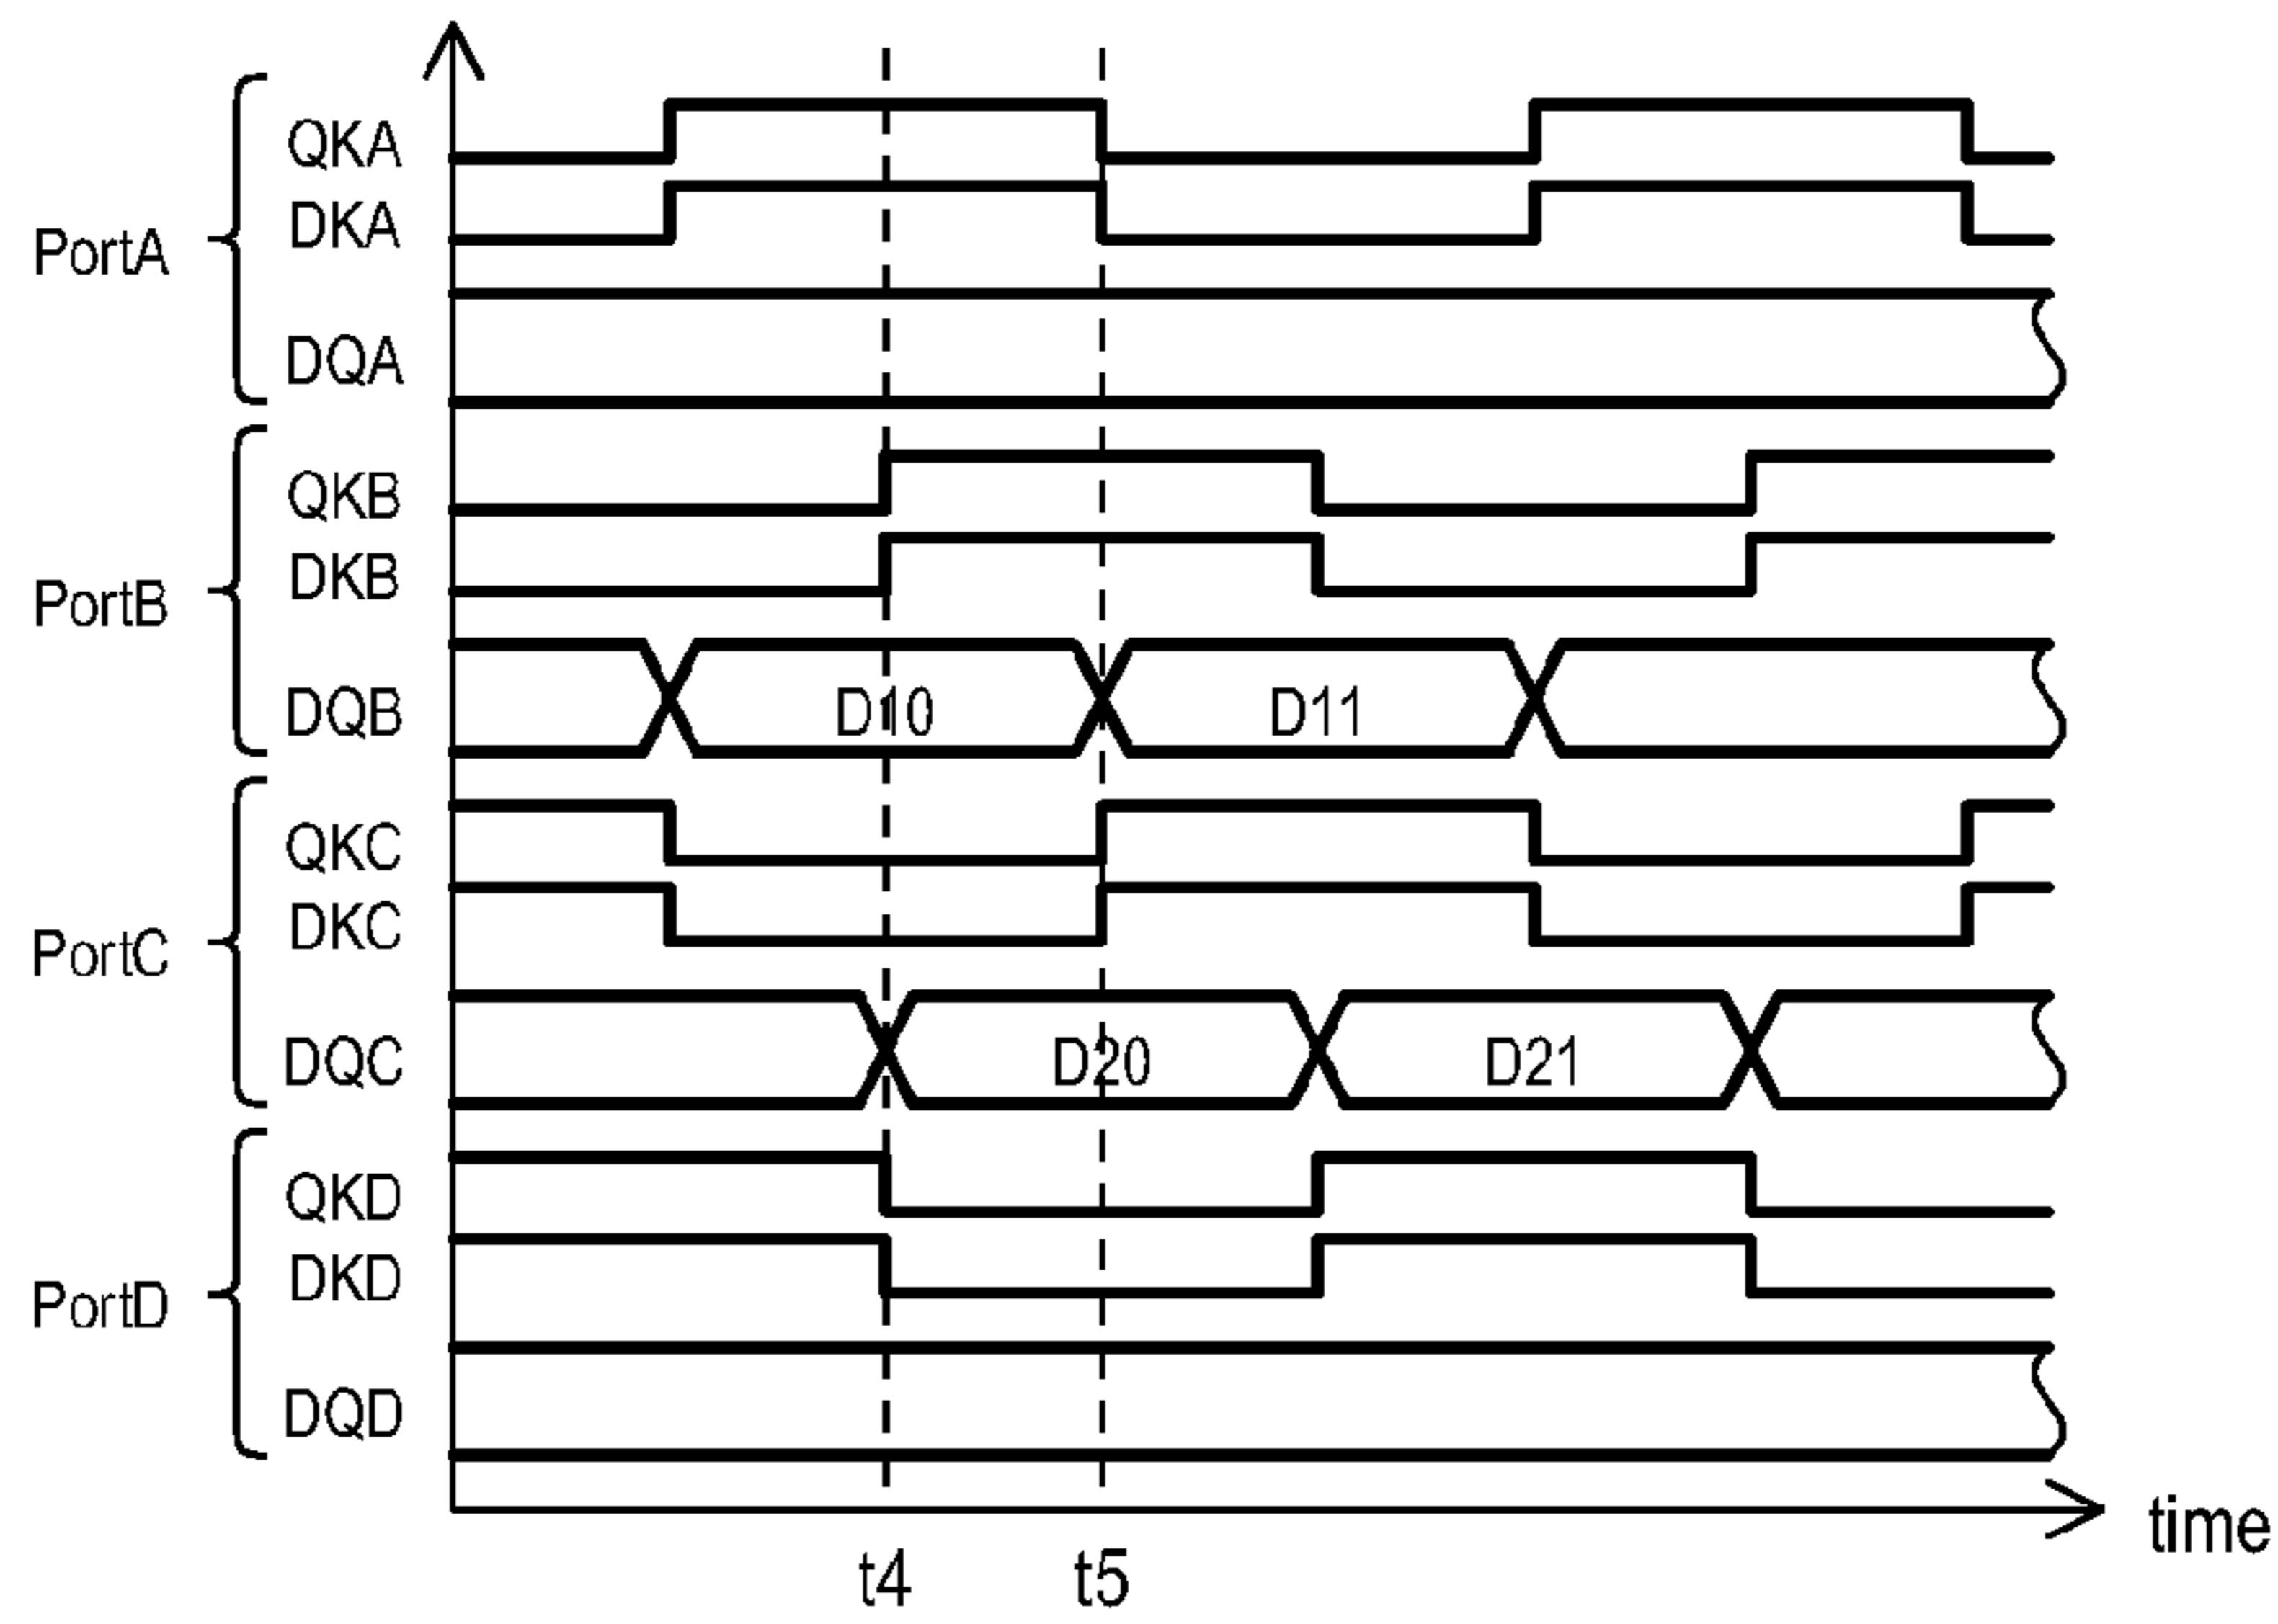 PortA
QKA
DKA
DQA
PortB
QKB
DKB
DQB
D10
D11
PortC
QKC
DKC
DQC
D20
D21
PortD
QKD
DKD
DQD
time
t4
t5